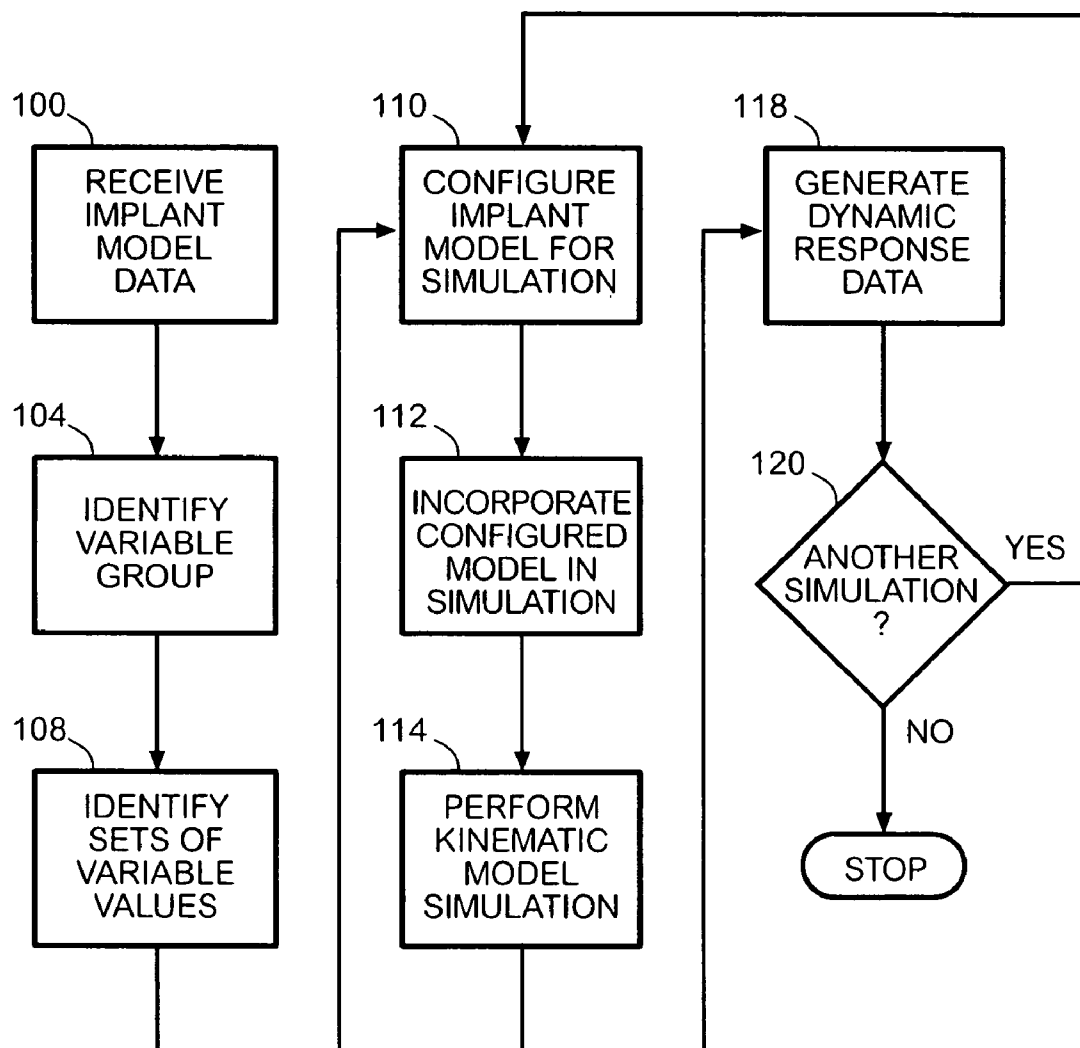 100
RECEIVE
IMPLANT
MODEL
DATA
104
IDENTIFY
VARIABLE
GROUP
108
IDENTIFY
SETS OF
VARIABLE
VALUES
110
CONFIGURE
IMPLANT
MODEL FOR
SIMULATION
112
INCORPORATE
CONFIGURED
MODEL IN
SIMULATION
114
PERFORM
KINEMATIC
MODEL
SIMULATION
118
GENERATE
DYNAMIC
RESPONSE
DATA
120
ANOTHER
SIMULATION
?
YES
NO
STOP